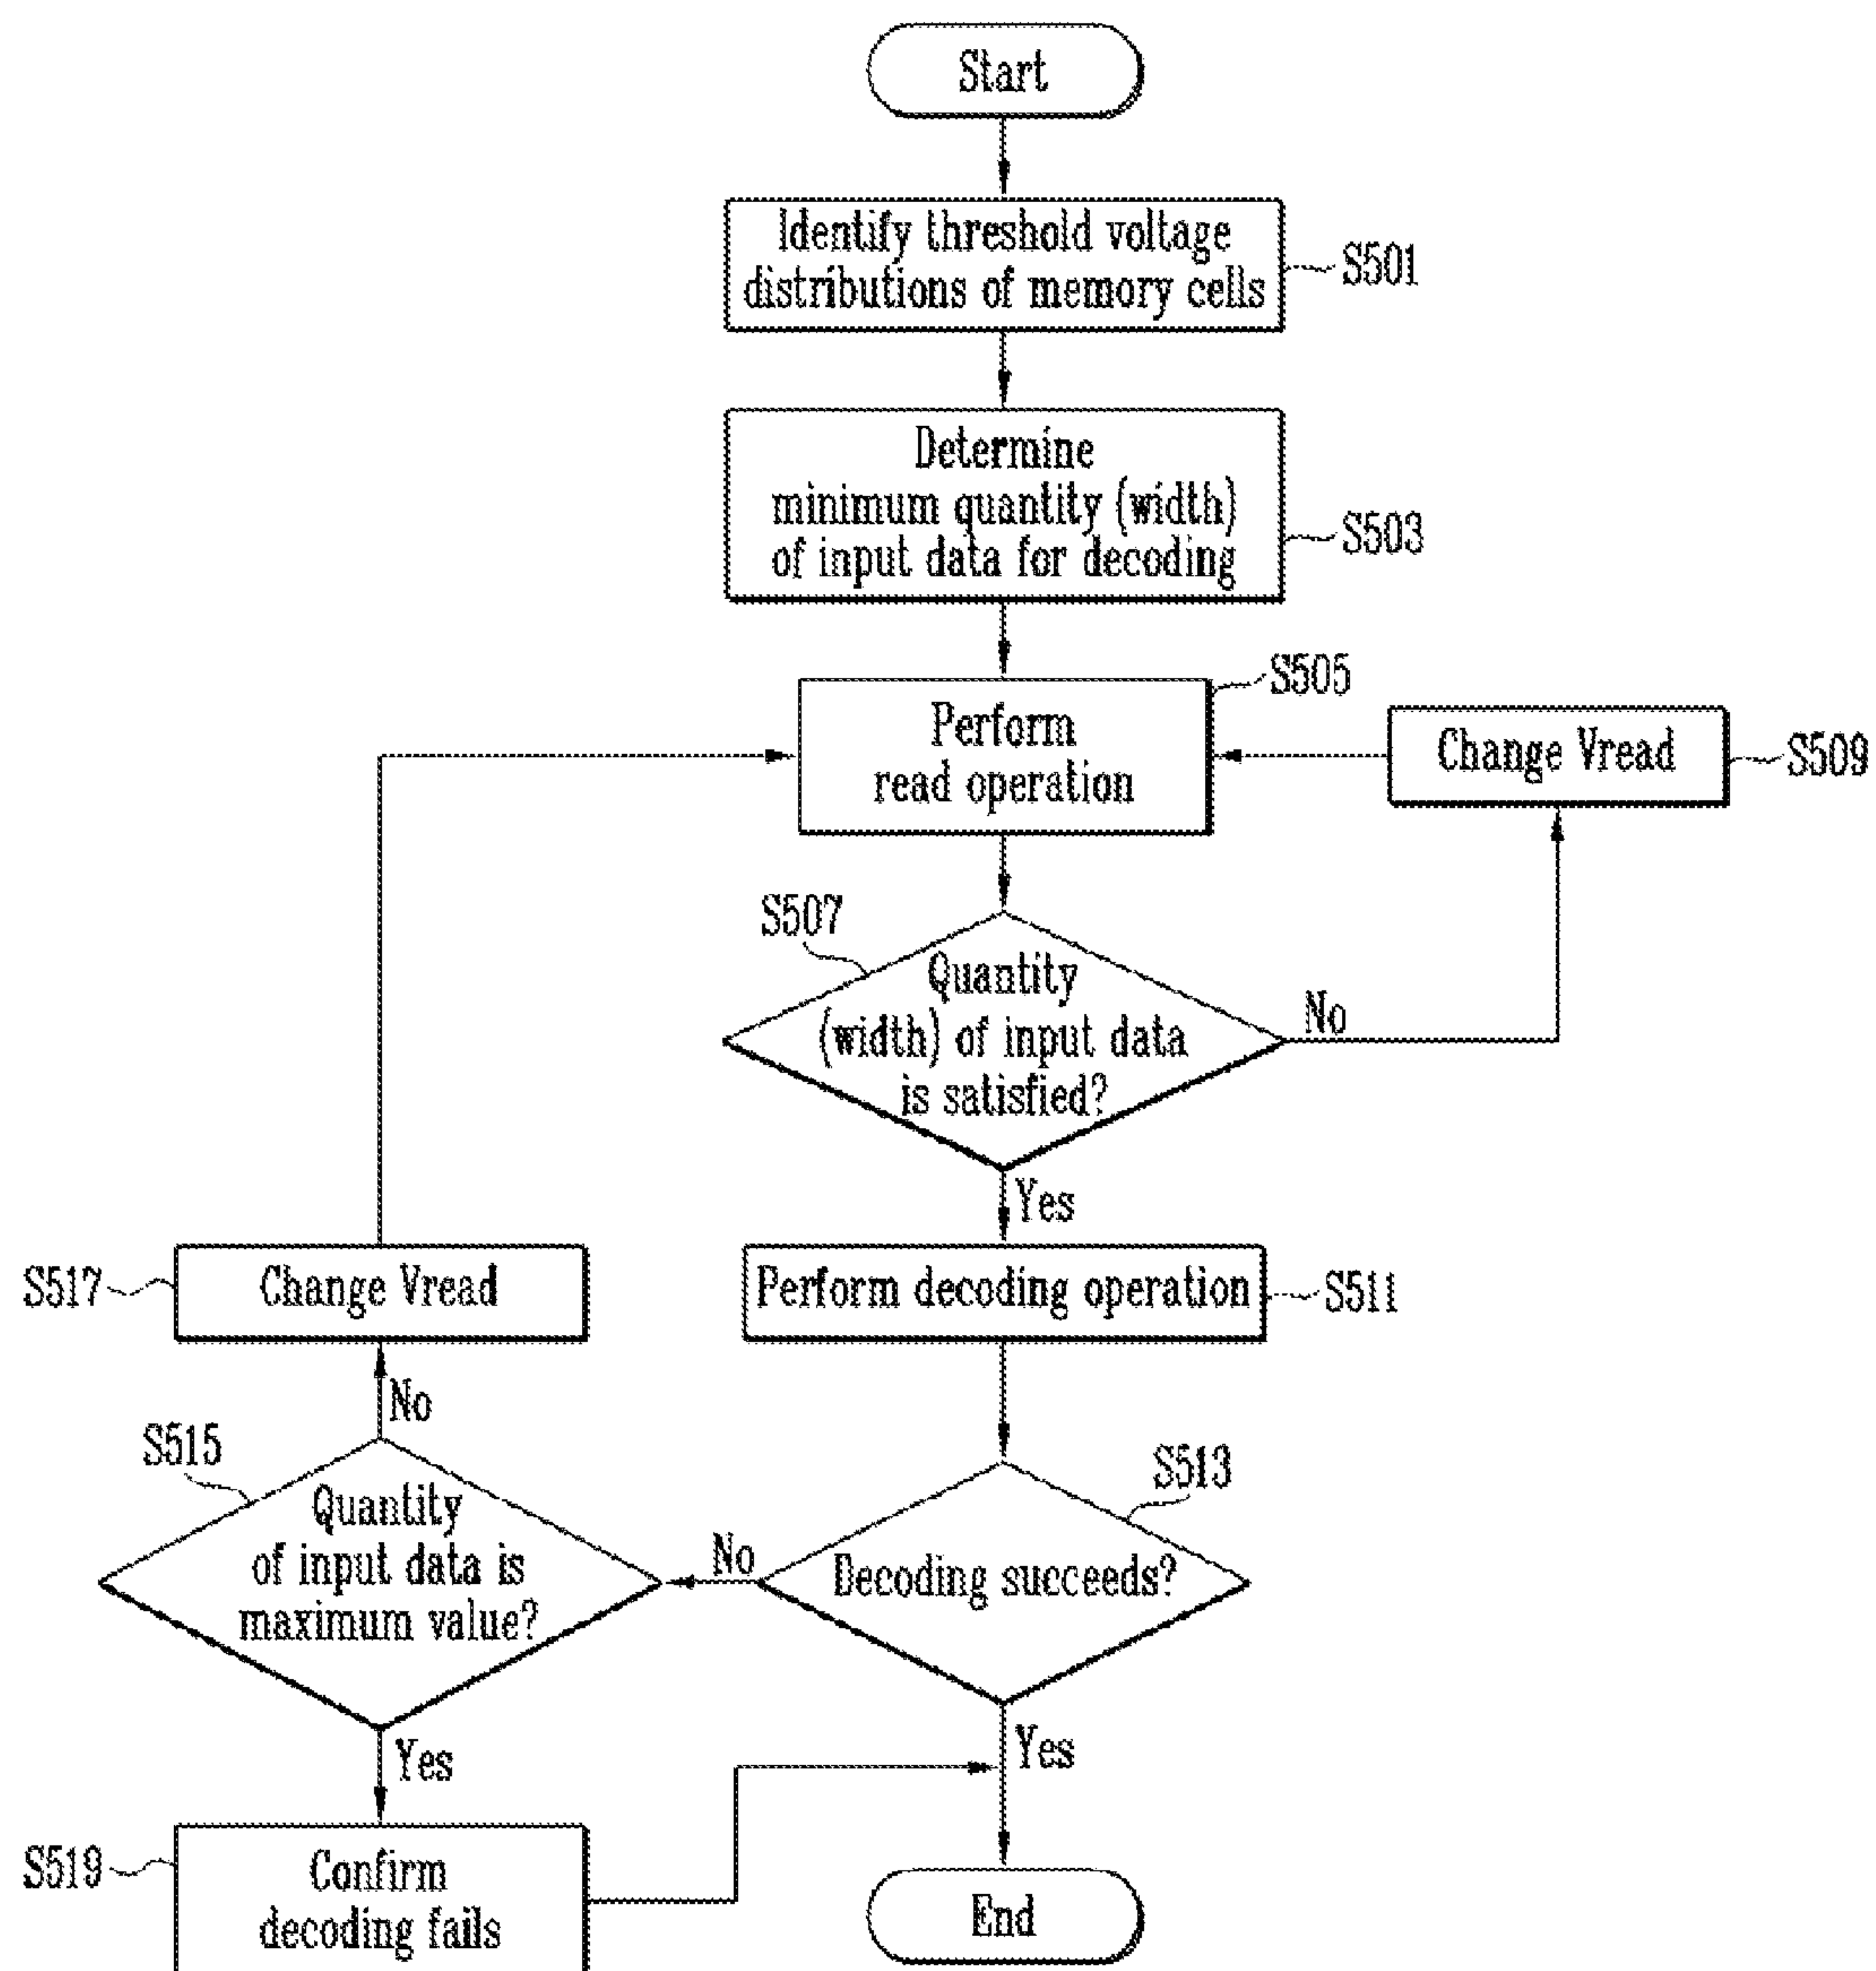 Start
Identify threshold voltage
distributions of memory cells
S501
Determine
minimum quantity (width)
of input data for decoding
S503
Perform
read operation
S505
Change Vread
S509
S507
Quantity
(width) of input data
is satisfied?
No
Yes
S517
Change Vread
Perform decoding operation
S511
No
S515
Quantity
of input data is
maximum value?
No
S513
Decoding succeeds?
Yes
Yes
S519
Confirm
decoding fails
End